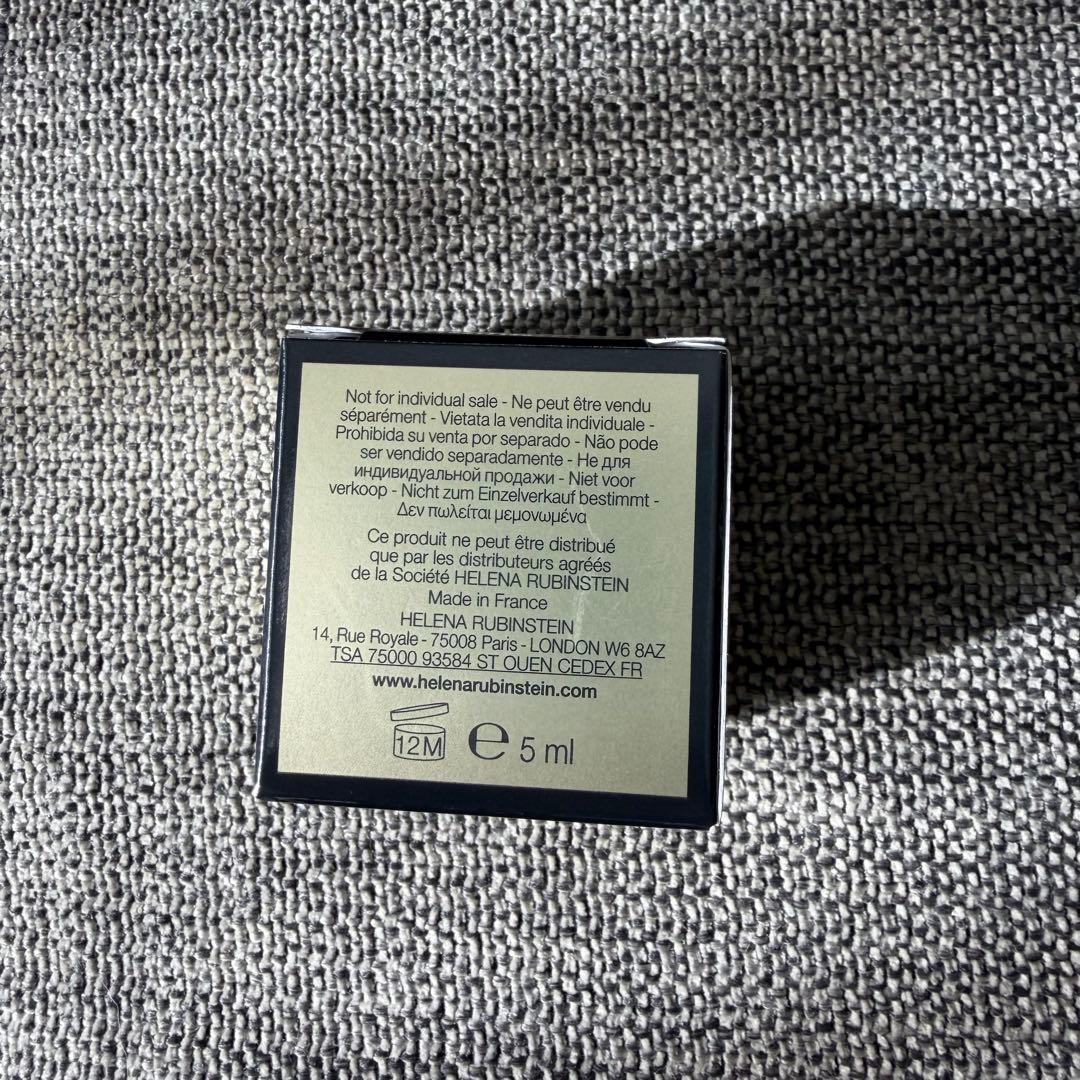 Not for individual sale - Ne peut être vendu
séparément - Vietata la vendita individuale -
Prohibida su venta por separado - Não pode
ser vendido separadamente - Не для
индивидуальной продажи - Niet voor
verkoop - Nicht zum Einzelverkauf bestimmt -
Δεν πωλείται μεμονωμένα
Ce produit ne peut être distribué
que par les distributeurs agréés
de la Société HELENA RUBINSTEIN
Made in France
HELENA RUBINSTEIN
14, Rue Royale - 75008 Paris - LONDON W6 8AZ
TSA 75000 93584 ST OUEN CEDEX FR
www.helenarubinstein.com
12M e 5 ml